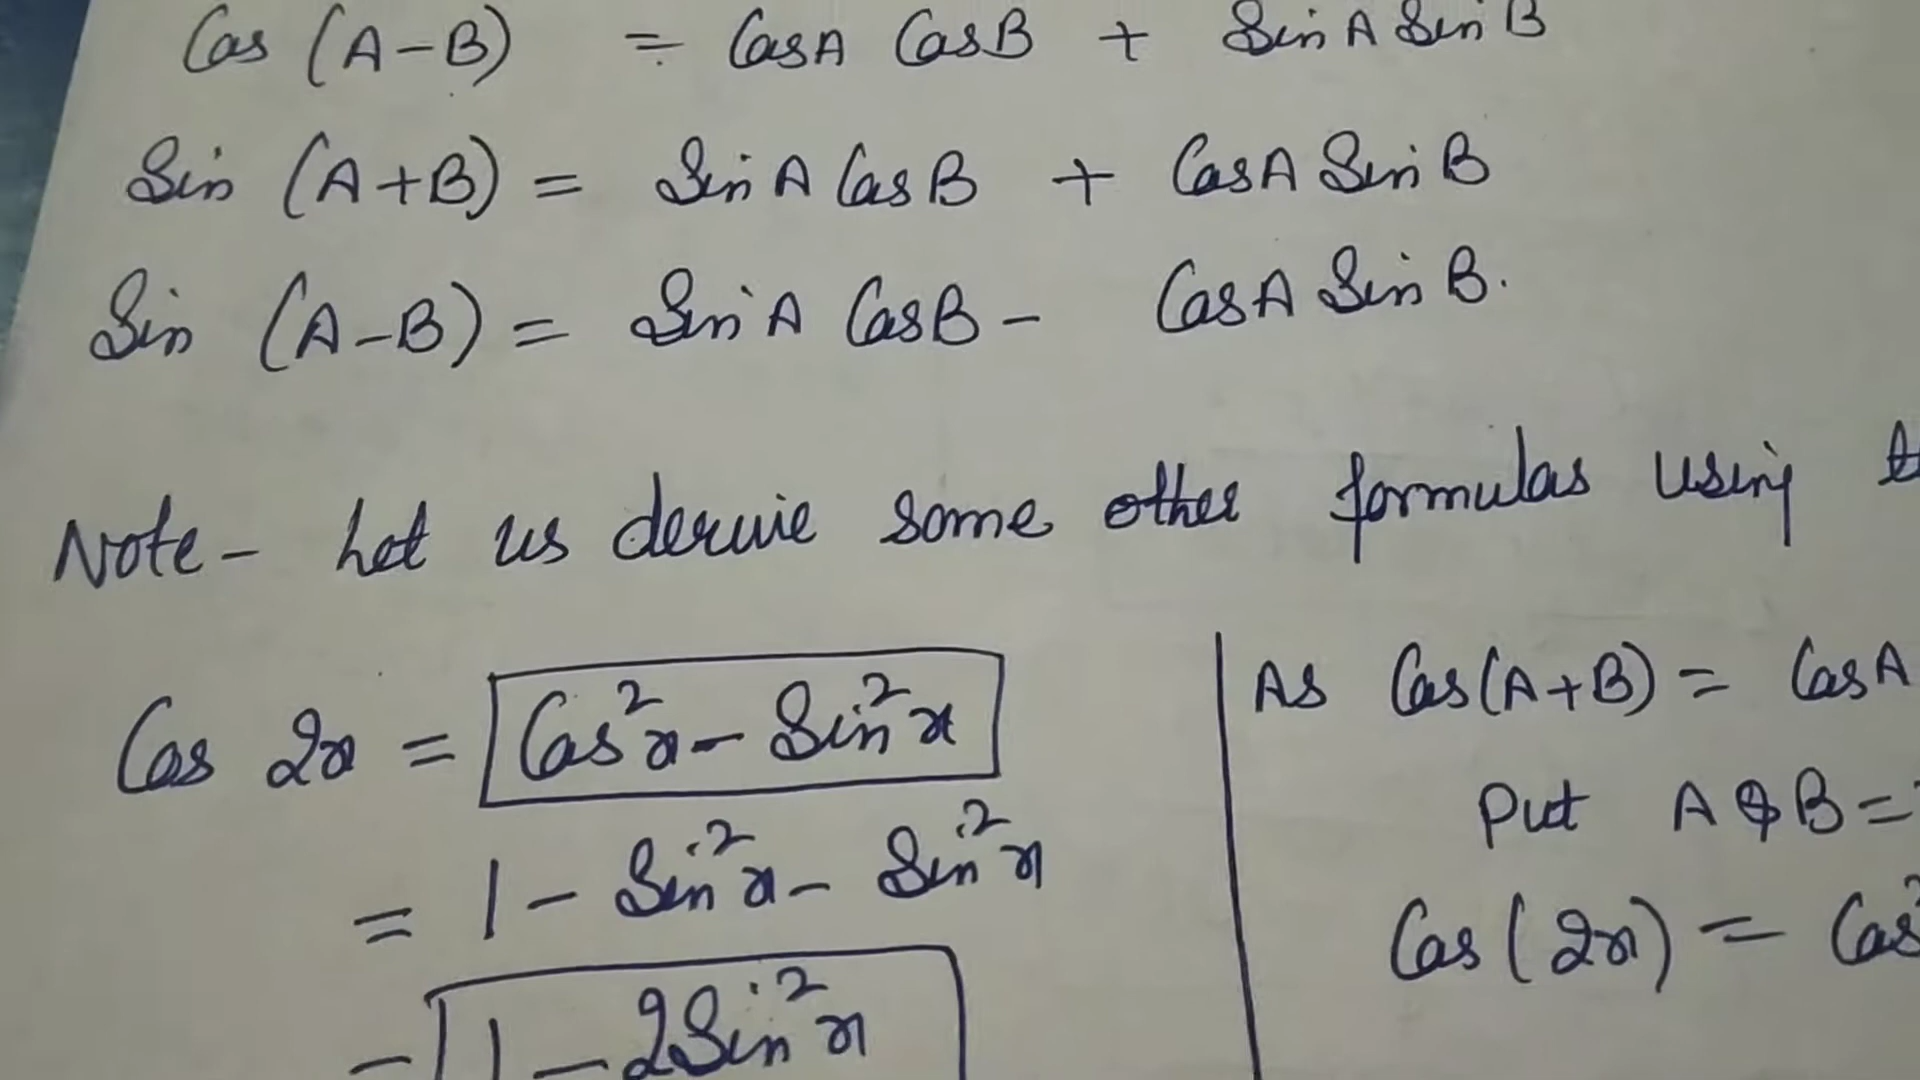 Cos (A-B) = CosA CosB + Sin A Sin B
Sin (A+B) = Sin A Cos B + CosA Sin B
Sin (A-B) = Sin A CosB - CosA Sin B.
Note - Let us derive some other formulas using
Cos 2x = Cos²x - Sin²x
= 1 - Sin²x - Sin²x
= 1 - 2Sin²x
As Cos(A+B) = CosA
Put A & B =
Cos(2x) = Cos²